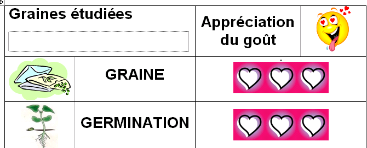 Graines étudiées
Appréciation
du goût
GRAINE
GERMINATION